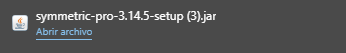 symmetric-pro-3.14.5-setup (3).jar
Abrir archivo